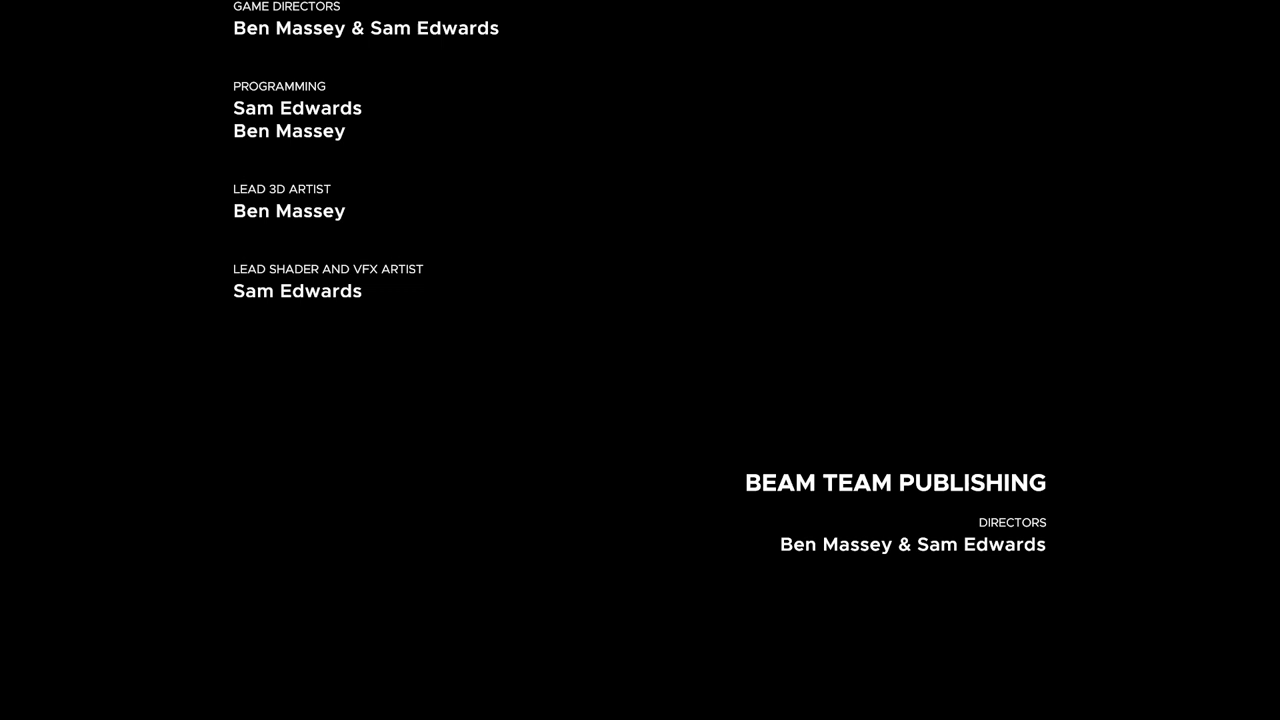 GAME DIRECTORS
Ben Massey & Sam Edwards
PROGRAMMING
Sam Edwards
Ben Massey
LEAD 3D ARTIST
Ben Massey
LEAD SHADER AND VFX ARTIST
Sam Edwards
BEAM TEAM PUBLISHING
DIRECTORS
Ben Massey & Sam Edwards